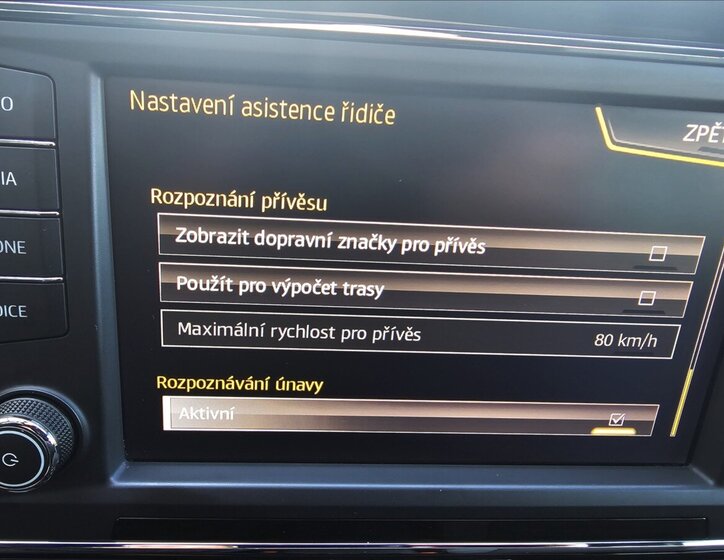 Nastavení asistence řidiče
ZPĚT
Rozpoznání přívěsu
Zobrazit dopravní značky pro přívěs
Použít pro výpočet trasy
Maximální rychlost pro přívěs 80 km/h
Rozpoznávání únavy
Aktivní